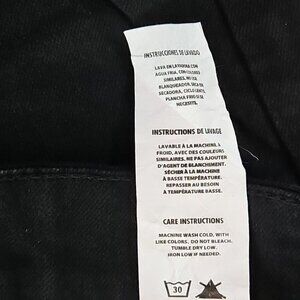 INSTRUCCIONES DE LAVADO
LAVA EN LAVADORA CON
AGUA FRIA, CON COLORES
SIMILARES. NO USE
BLANQUEADOR. SECA EN
SECADORA, CICLO LENTO.
PLANCHA FRIO SI ES
NECESITE.
INSTRUCTIONS DE LAVAGE
LAVABLE À LA MACHINE, À
FROID, AVEC DES COULEURS
SIMILAIRES. NE PAS AJOUTER
D'AGENT DE BLANCHIMENT.
SÉCHER À LA MACHINE
À BASSE TEMPÉRATURE.
REPASSER AU BESOIN
À TEMPÉRATURE BASSE.
CARE INSTRUCTIONS
MACHINE WASH COLD, WITH
LIKE COLORS. DO NOT BLEACH.
TUMBLE DRY LOW.
IRON LOW IF NEEDED.
30